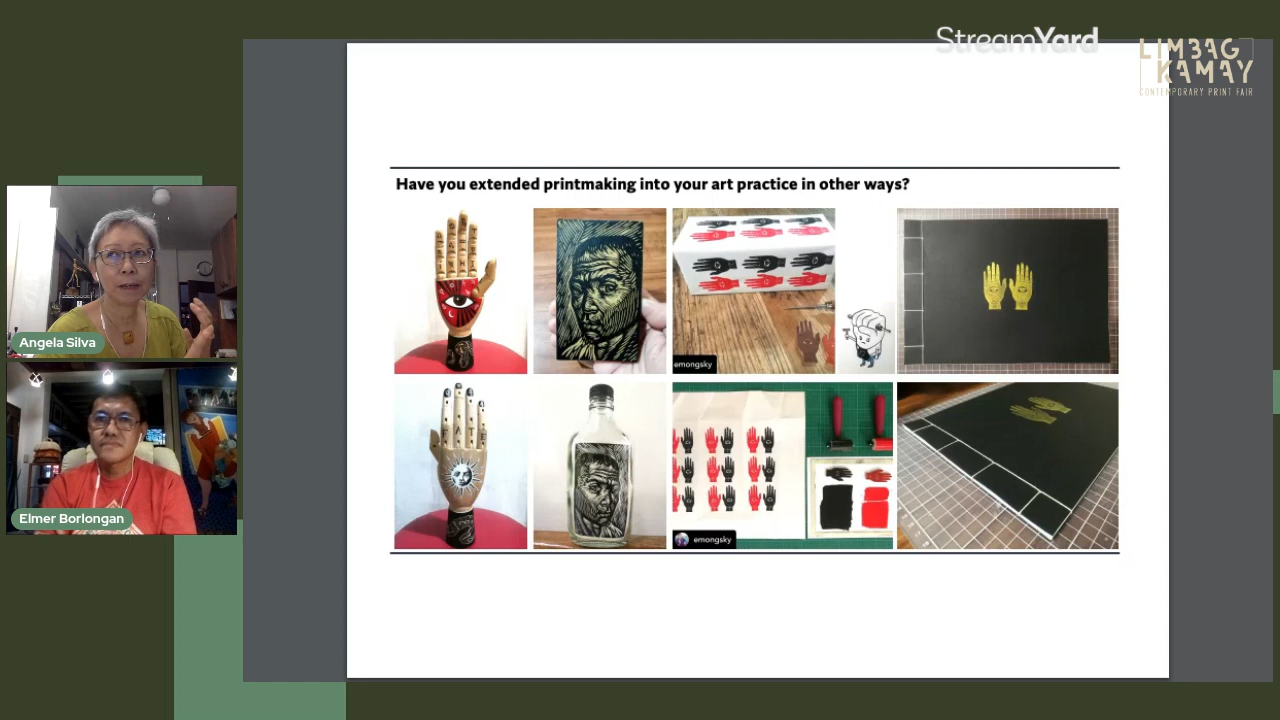 StreamYard
LIMBAG
KAMAY
CONTEMPORARY PRINT FAIR
Have you extended printmaking into your art practice in other ways?
Angela Silva
Elmer Borlongan
emongsky
emongsky